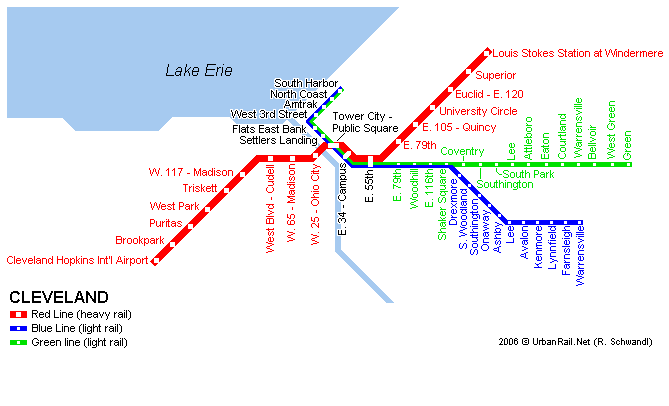 Lake Erie
South Harbor
North Coast
Amtrak
West 3rd Street
Flats East Bank
Settlers Landing
Tower City -
Public Square
Louis Stokes Station at Windermere
Superior
Euclid - E. 120
University Circle
E. 105 - Quincy
E. 79th
W. 117 - Madison
Triskett
West Park
Puritas
Brookpark
Cleveland Hopkins Int'l Airport
West Blvd - Cudell
W. 65 - Madison
W. 25 - Ohio City
E. 34 - Campus
E. 55th
E. 79th
Woodhill
E. 116th
Shaker Square
Coventry
Southington
South Park
Lee
Attleboro
Eaton
Courtland
Warrensville
Belvoir
West Green
Green
Drexmore
S. Woodland
Southington
Onaway
Ashby
Lee
Avalon
Kenmore
Lynnfield
Farnsleigh
Warrensville
CLEVELAND
Red Line (heavy rail)
Blue Line (light rail)
Green line (light rail)
2006 © UrbanRail.Net (R. Schwandl)